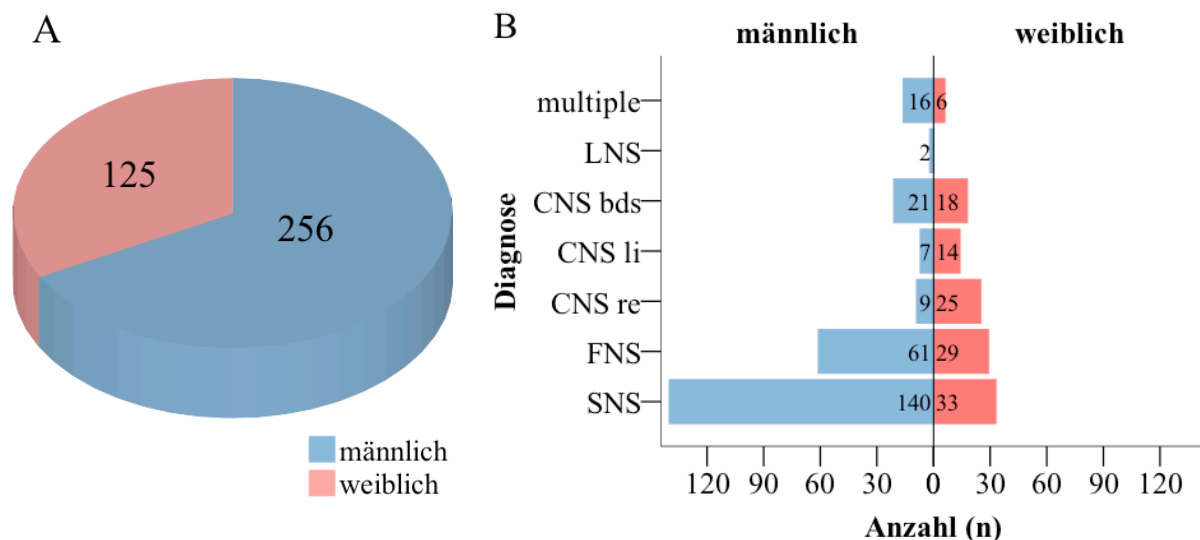 A
125
256
männlich
weiblich
B
männlich weiblich
Diagnose
multiple 16 6
LNS 2
CNS bds 21 18
CNS li 7 14
CNS re 9 25
FNS 61 29
SNS 140 33
120 90 60 30 0 30 60 90 120
Anzahl (n)